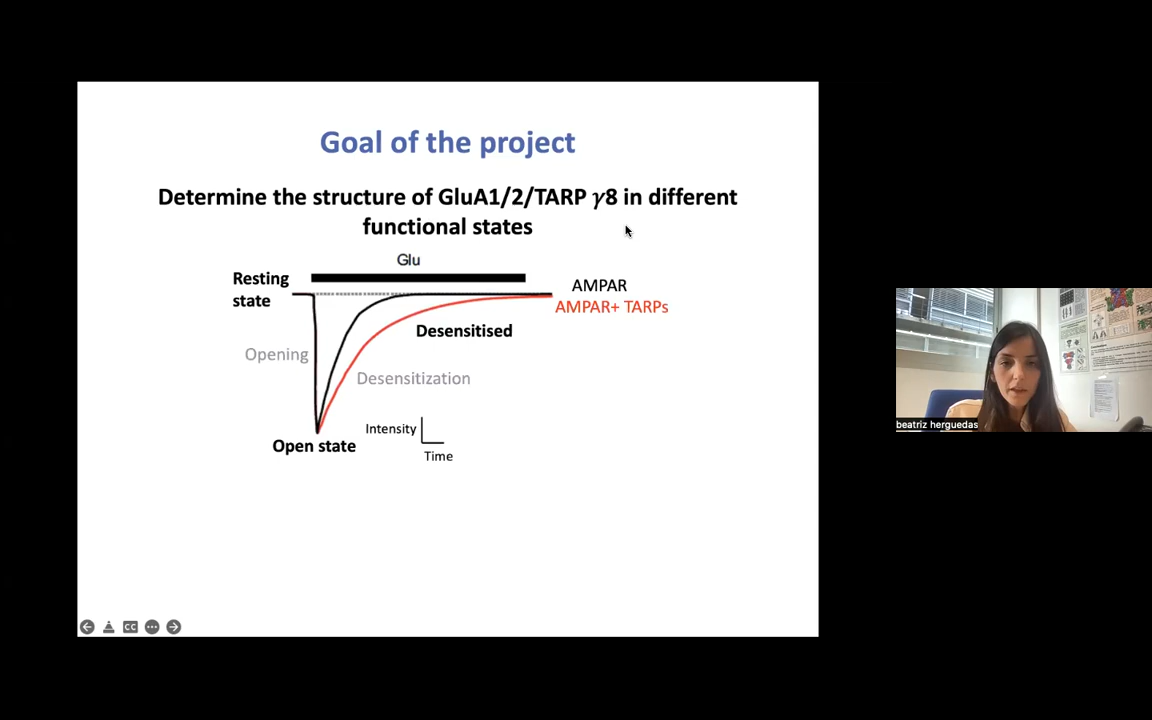 Goal of the project
Determine the structure of GluA1/2/TARP γ8 in different
functional states
Glu
Resting
state
AMPAR
AMPAR+ TARPs
Desensitised
Opening
Desensitization
Intensity
Open state
Time
CC
beatriz herguedas